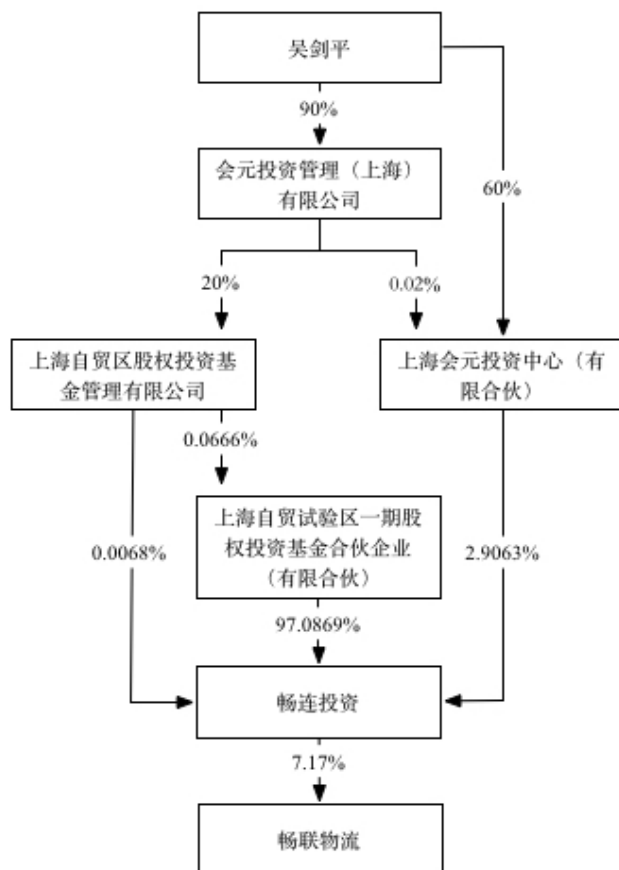 吴剑平
90%
会元投资管理（上海）
有限公司
60%
20%
0.02%
上海自贸区股权投资基
金管理有限公司
上海会元投资中心（有
限合伙）
0.0666%
上海自贸试验区一期股
权投资基金合伙企业
（有限合伙）
0.0068%
2.9063%
97.0869%
畅连投资
7.17%
畅联物流